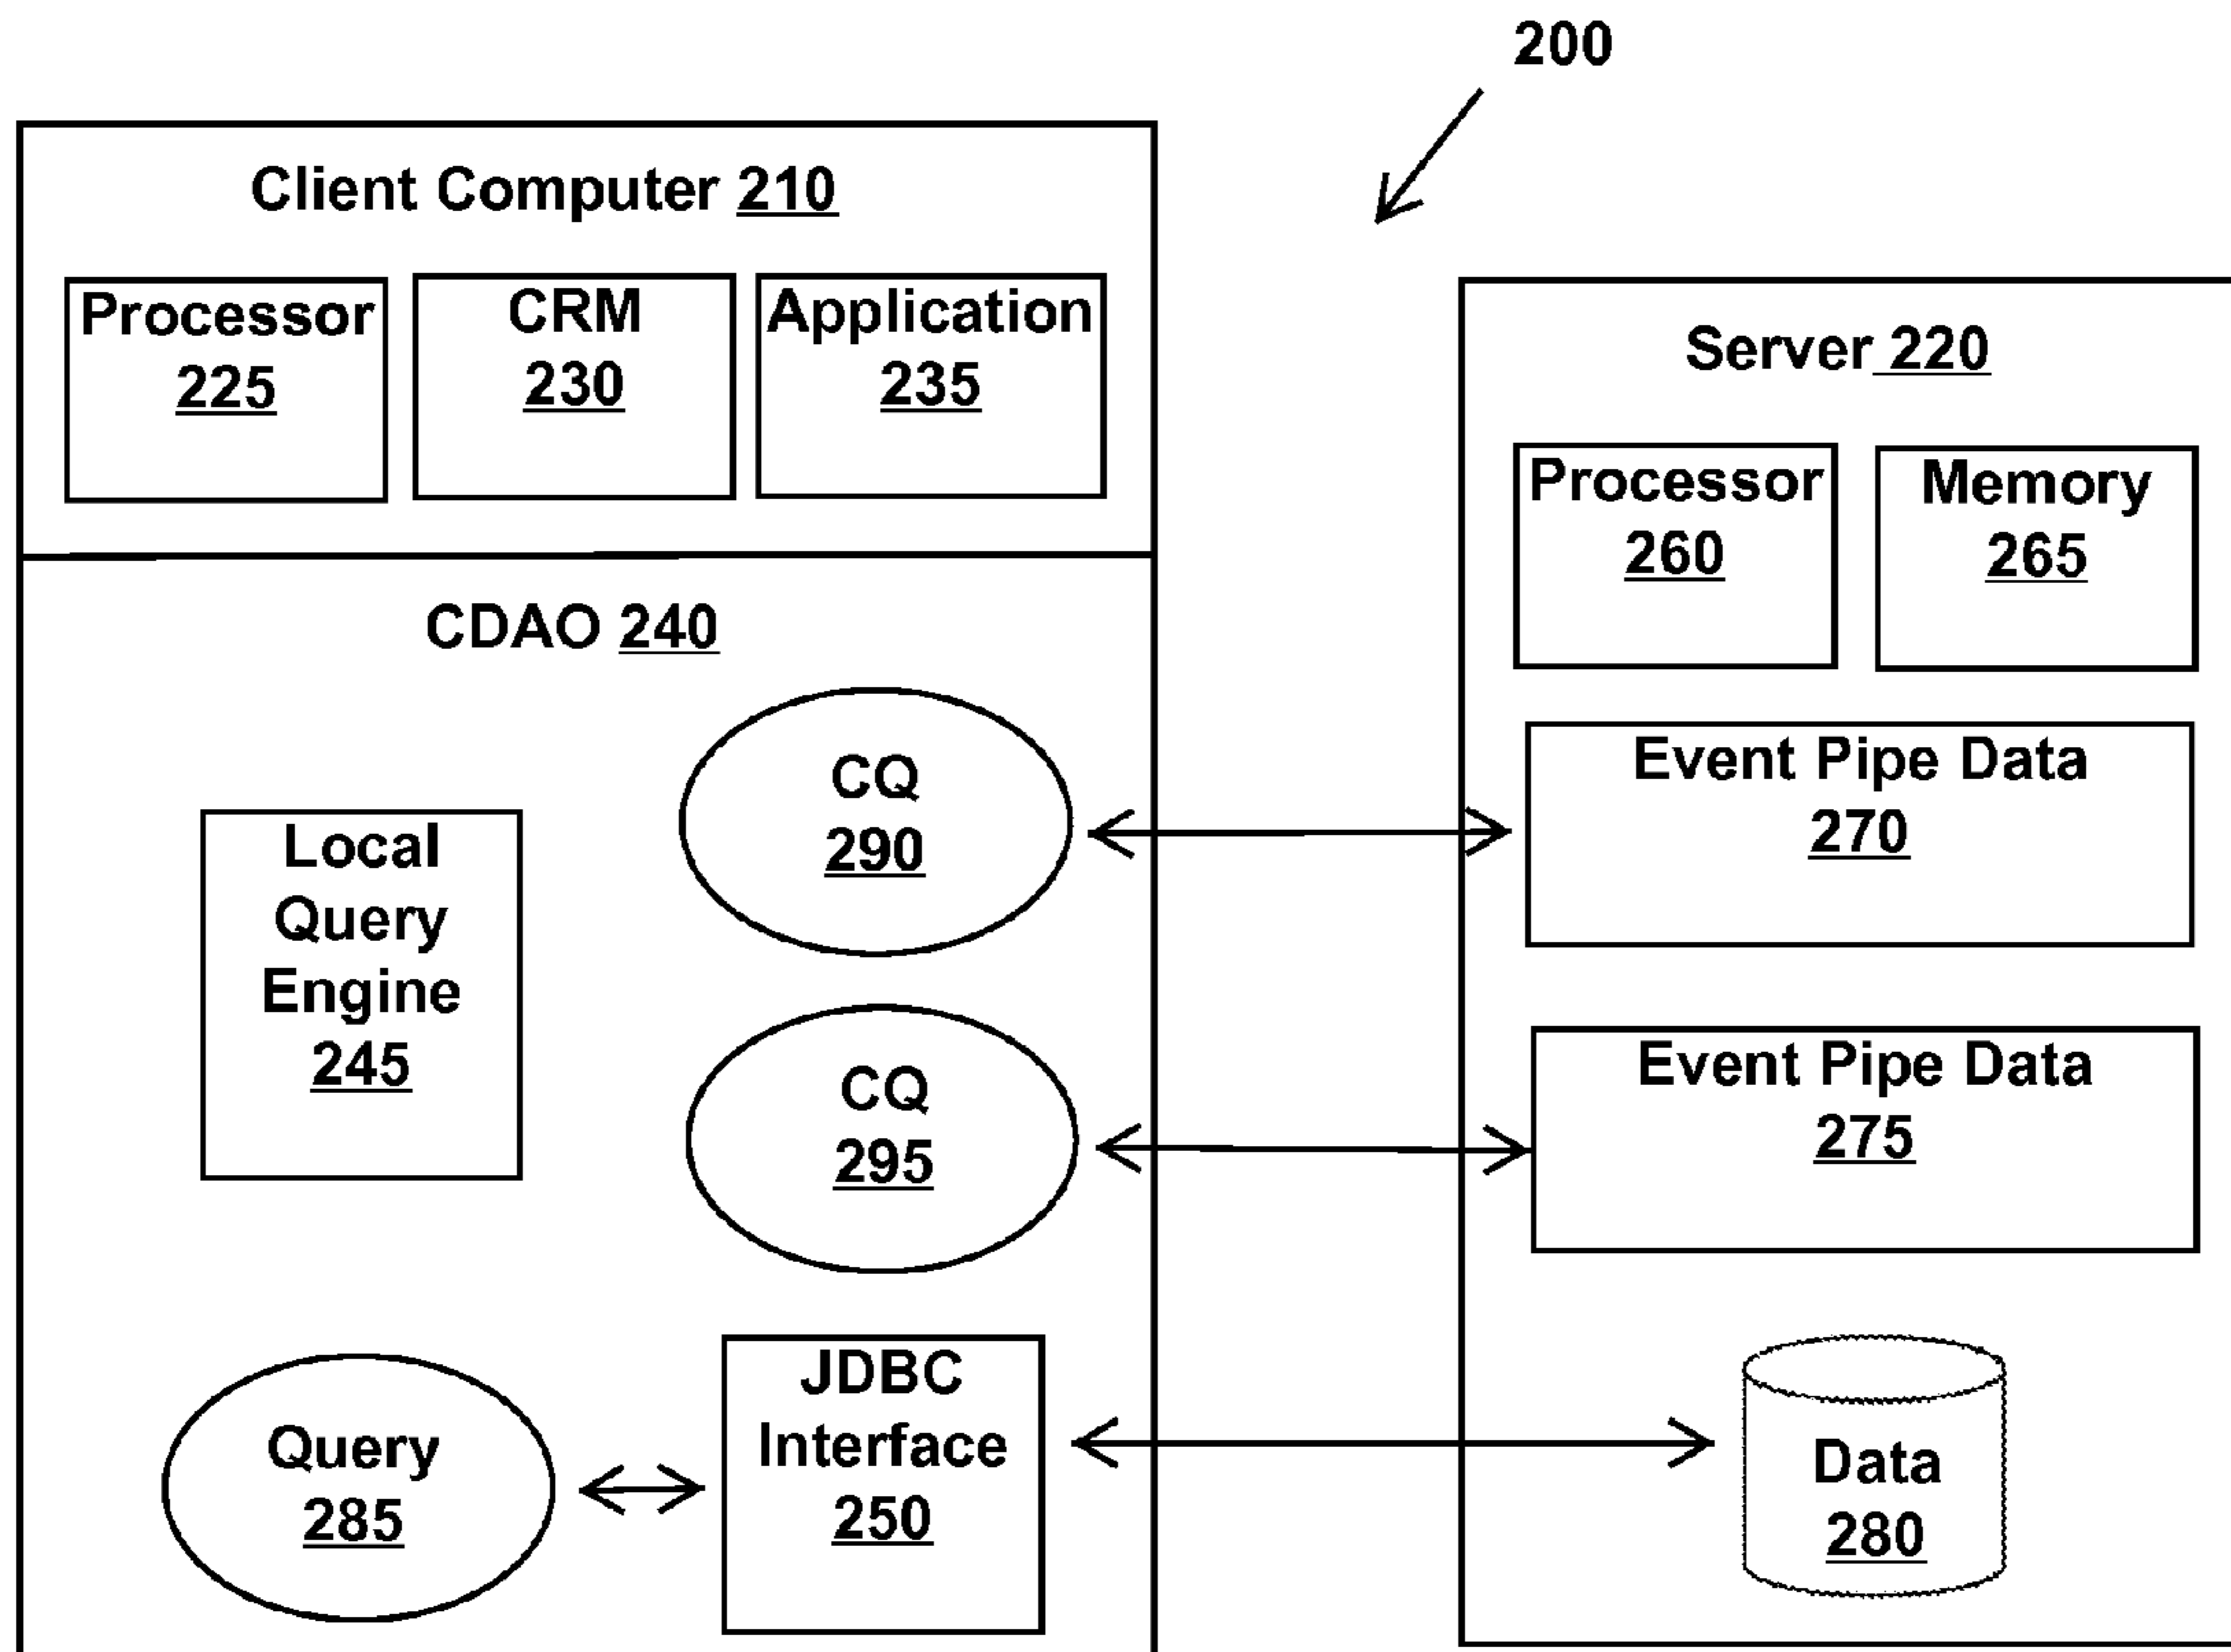 200
Client Computer 210
Processor
225
CRM
230
Application
235
Server 220
Processor
260
Memory
265
CDAO 240
CQ
290
Event Pipe Data
270
Local
Query
Engine
245
CQ
295
Event Pipe Data
275
Query
285
JDBC
Interface
250
Data
280